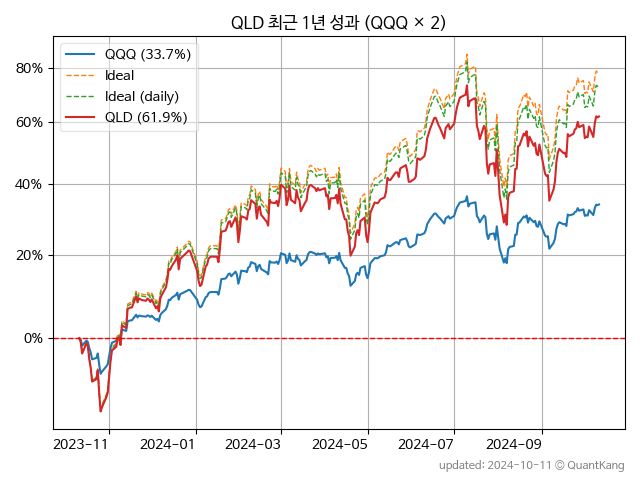 QLD 최근 1년 성과 (QQQ × 2)
QQQ (33.7%)
Ideal
Ideal (daily)
QLD (61.9%)
80%
60%
40%
20%
0%
2023-11
2024-01
2024-03
2024-05
2024-07
2024-09
updated: 2024-10-11 © QuantKang